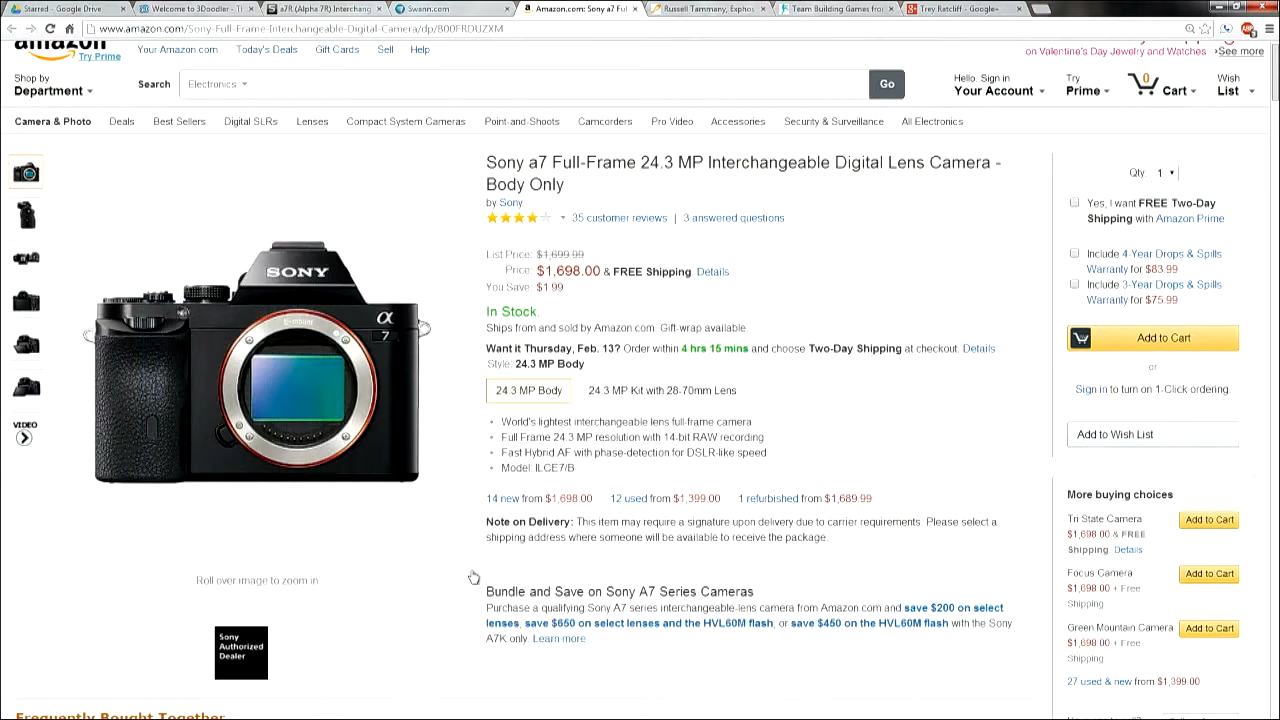 Starred - Google Drive
Welcome to 3Doodler - Ti
a7R (Alpha 7R) Interchang
Swann.com
Amazon.com: Sony a7 Ful
Russell Tammany, Exphos
Team Building Games from
Trey Ratcliff - Google+
www.amazon.com/Sony-Full-Frame-Interchangeable-Digital-Camera/dp/B00FRDUZXM
amazon
Try Prime
Your Amazon.com Today's Deals Gift Cards Sell Help
on Valentine's Day Jewelry and Watches ›See more
Shop by
Department
Search Electronics
Go
Hello. Sign in
Your Account
Try
Prime
0
Cart
Wish
List
Camera & Photo Deals Best Sellers Digital SLRs Lenses Compact System Cameras Point-and-Shoots Camcorders Pro Video Accessories Security & Surveillance All Electronics
VIDEO
SONY
α
7
E-mount
Roll over image to zoom in
Sony
Authorized
Dealer
Sony a7 Full-Frame 24.3 MP Interchangeable Digital Lens Camera -
Body Only
by Sony
35 customer reviews | 3 answered questions
List Price: $1,699.99
Price: $1,698.00 & FREE Shipping. Details
You Save: $1.99
In Stock.
Ships from and sold by Amazon.com. Gift-wrap available.
Want it Thursday, Feb. 13? Order within 4 hrs 15 mins and choose Two-Day Shipping at checkout. Details
Style: 24.3 MP Body
24.3 MP Body 24.3 MP Kit with 28-70mm Lens
• World's lightest interchangeable lens full-frame camera
• Full Frame 24.3 MP resolution with 14-bit RAW recording
• Fast Hybrid AF with phase-detection for DSLR-like speed
• Model: ILCE7/B
14 new from $1,698.00 12 used from $1,399.00 1 refurbished from $1,689.99
Note on Delivery: This item may require a signature upon delivery due to carrier requirements. Please select a
shipping address where someone will be available to receive the package.
Bundle and Save on Sony A7 Series Cameras
Purchase a qualifying Sony A7 series interchangeable-lens camera from Amazon.com and save $200 on select
lenses, save $650 on select lenses and the HVL60M flash, or save $450 on the HVL60M flash with the Sony
A7K only. Learn more
Qty: 1
Yes, I want FREE Two-Day
Shipping with Amazon Prime
Include 4-Year Drops & Spills
Warranty for $83.99
Include 3-Year Drops & Spills
Warranty for $75.99
Add to Cart
or
Sign in to turn on 1-Click ordering.
Add to Wish List
More buying choices
Tri State Camera
Add to Cart
$1,698.00 & FREE
Shipping. Details
Focus Camera
Add to Cart
$1,698.00 + Free
Shipping
Green Mountain Camera
Add to Cart
$1,698.00 + Free
Shipping
27 used & new from $1,399.00
Frequently Bought Together